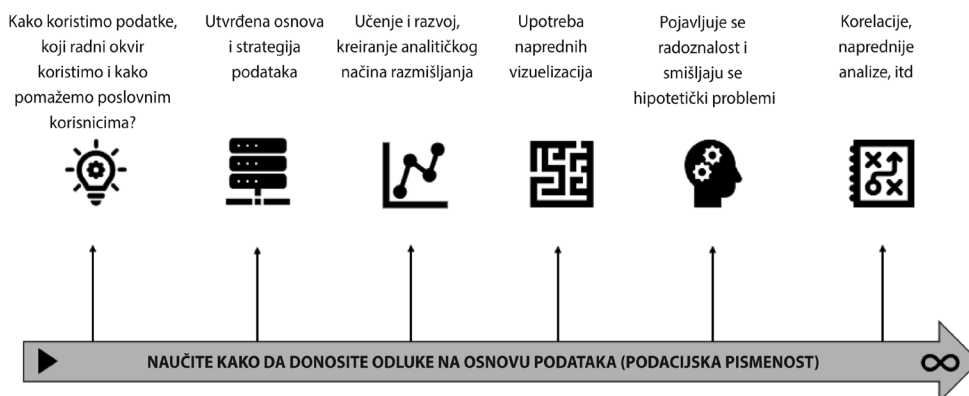 Kako koristimo podatke,
koji radni okvir
koristimo i kako
pomažemo poslovnim
korisnicima?
Utvrđena osnova
i strategija
podataka
Učenje i razvoj,
kreiranje analitičkog
načina razmišljanja
Upotreba
naprednih
vizuelizacija
Pojavljuje se
radoznalost i
smišljaju se
hipotetički problemi
Korelacije,
naprednije
analize, itd
NAUČITE KAKO DA DONOSITE ODLUKE NA OSNOVU PODATAKA (PODACIJSKA PISMENOST)